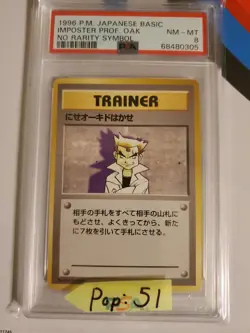 1996 P.M. JAPANESE BASIC
IMPOSTER PROF. OAK
NM - MT
NO RARITY SYMBOL
8
PSA
68480305
TRAINER
にせオーキドはかせ
相手の手札をすべて相手の山札に
もどさせ、よくきってから、新た
に7枚を引いて手札にさせる。
Pop: 51